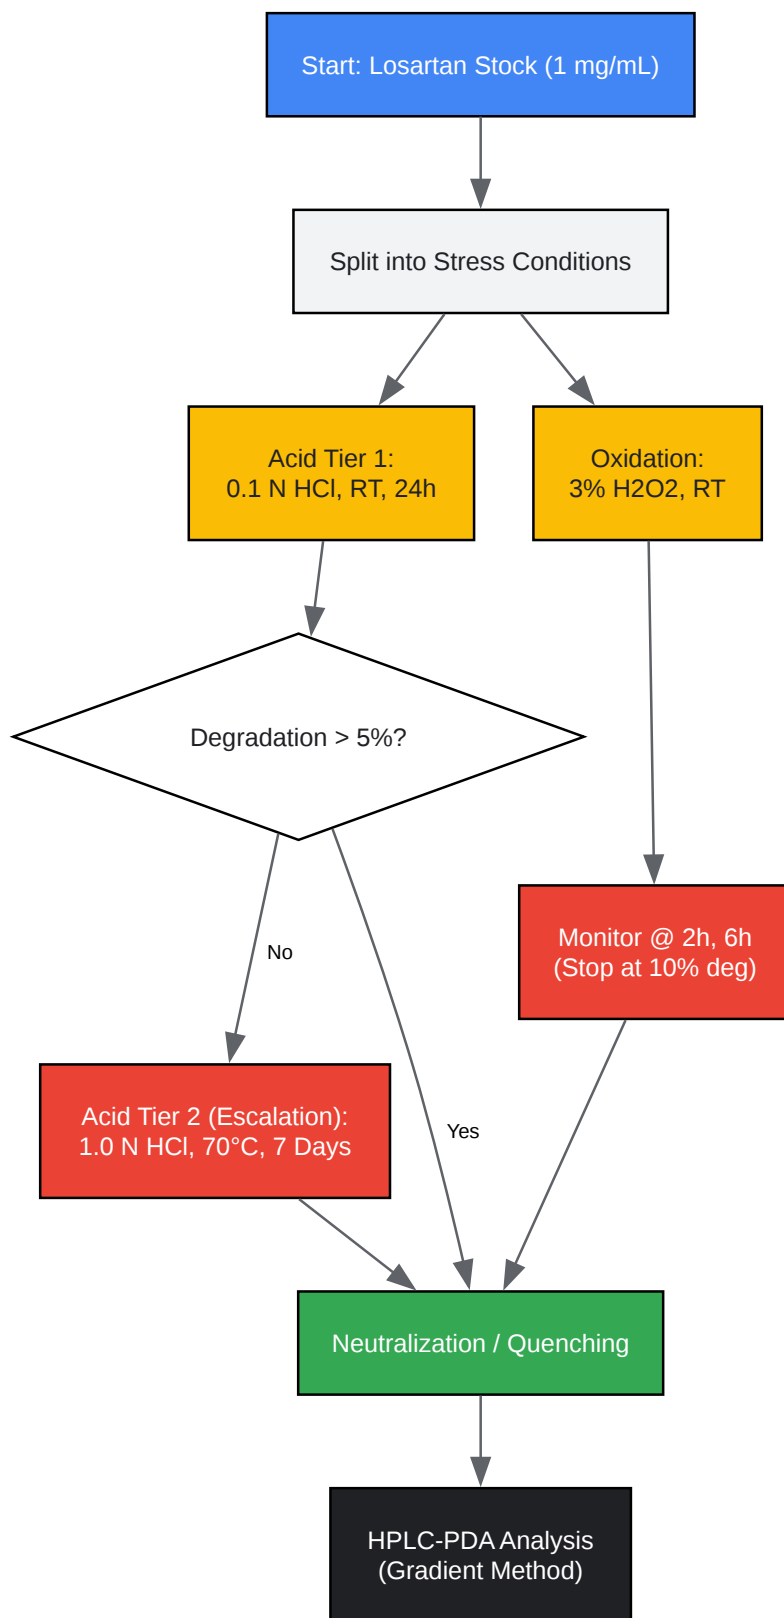 Start: Losartan Stock (1 mg/mL)
Split into Stress Conditions
Acid Tier 1:
0.1 N HCl, RT, 24h
Oxidation:
3% H2O2, RT
Degradation > 5%?
No
Monitor @ 2h, 6h
(Stop at 10% deg)
Acid Tier 2 (Escalation):
1.0 N HCl, 70°C, 7 Days
Yes
Neutralization / Quenching
HPLC-PDA Analysis
(Gradient Method)